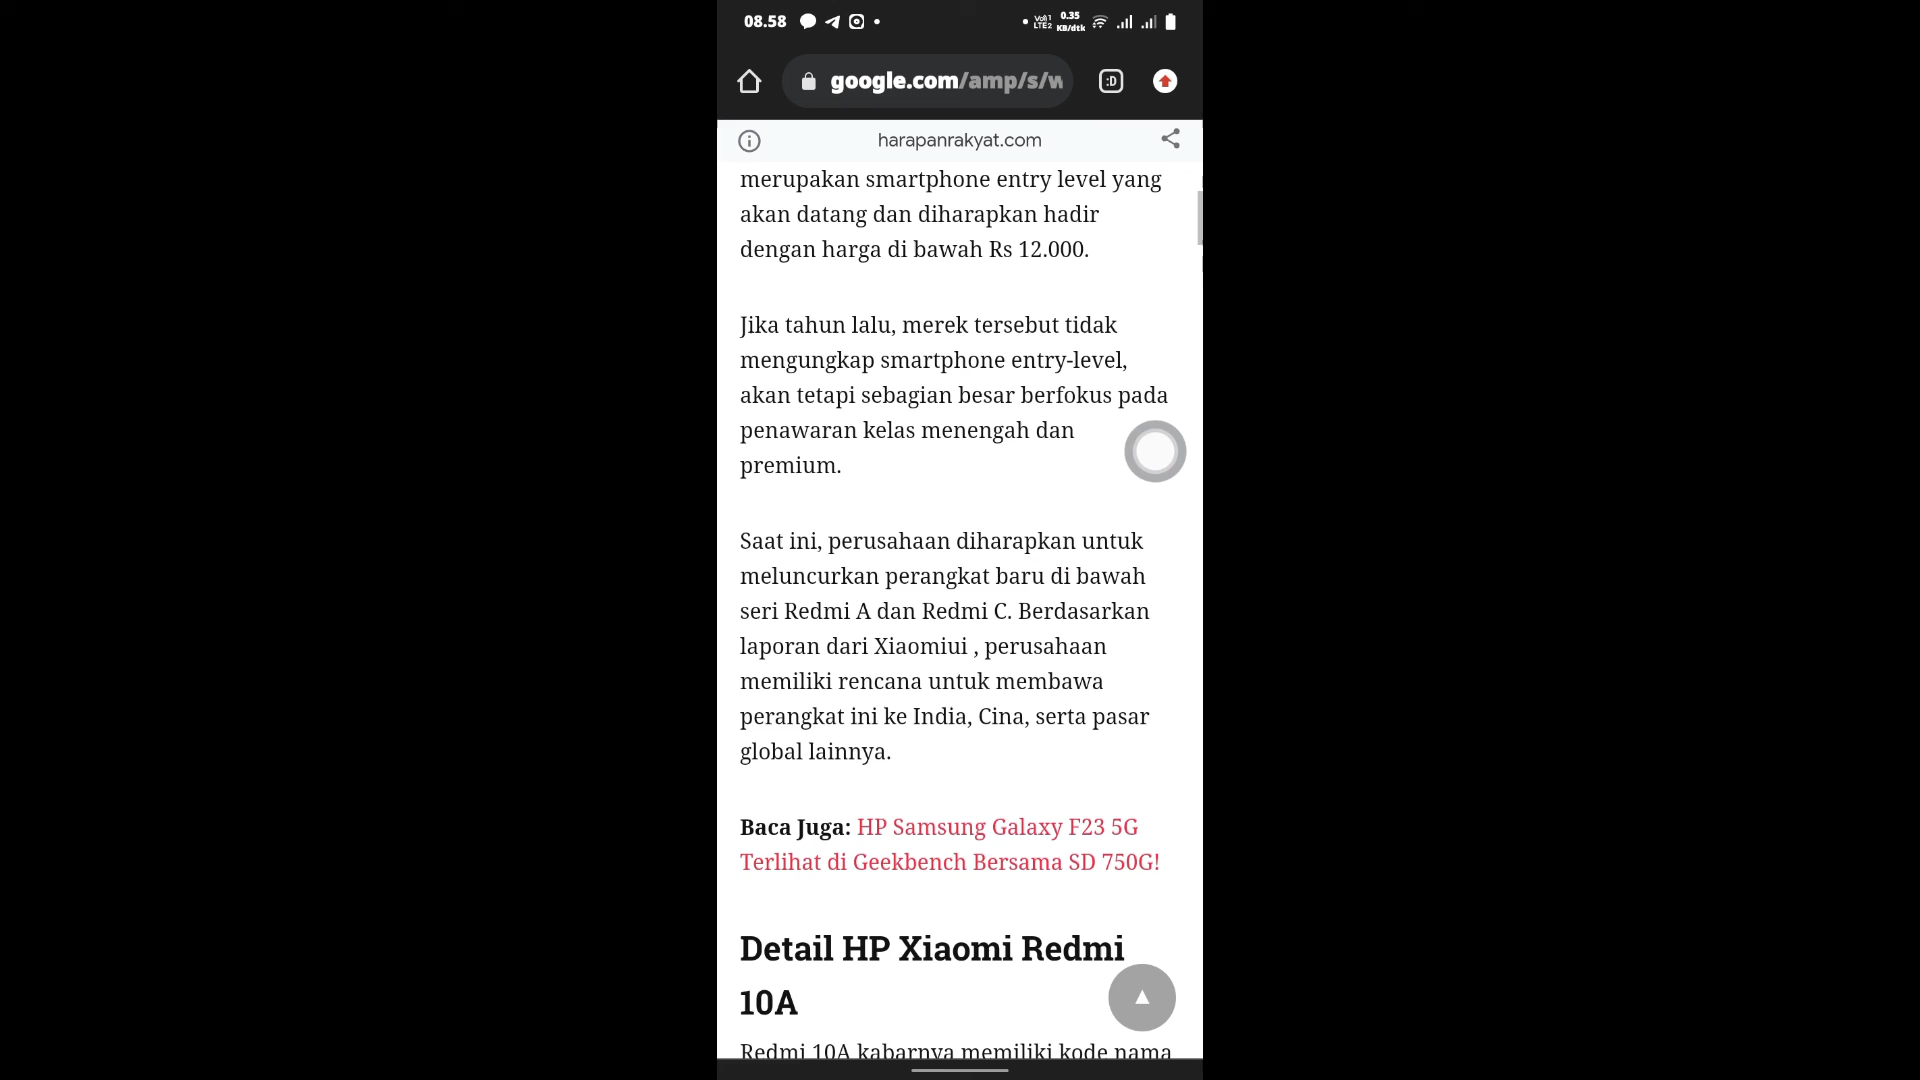 08.58
Vo))1
LTE2
0.35
KB/dtk
google.com/amp/s/w
:D
harapanrakyat.com
merupakan smartphone entry level yang
akan datang dan diharapkan hadir
dengan harga di bawah Rs 12.000.
Jika tahun lalu, merek tersebut tidak
mengungkap smartphone entry-level,
akan tetapi sebagian besar berfokus pada
penawaran kelas menengah dan
premium.
Saat ini, perusahaan diharapkan untuk
meluncurkan perangkat baru di bawah
seri Redmi A dan Redmi C. Berdasarkan
laporan dari Xiaomiui , perusahaan
memiliki rencana untuk membawa
perangkat ini ke India, Cina, serta pasar
global lainnya.
Baca Juga: HP Samsung Galaxy F23 5G
Terlihat di Geekbench Bersama SD 750G!
Detail HP Xiaomi Redmi
10A
Redmi 10A kabarnya memiliki kode nama